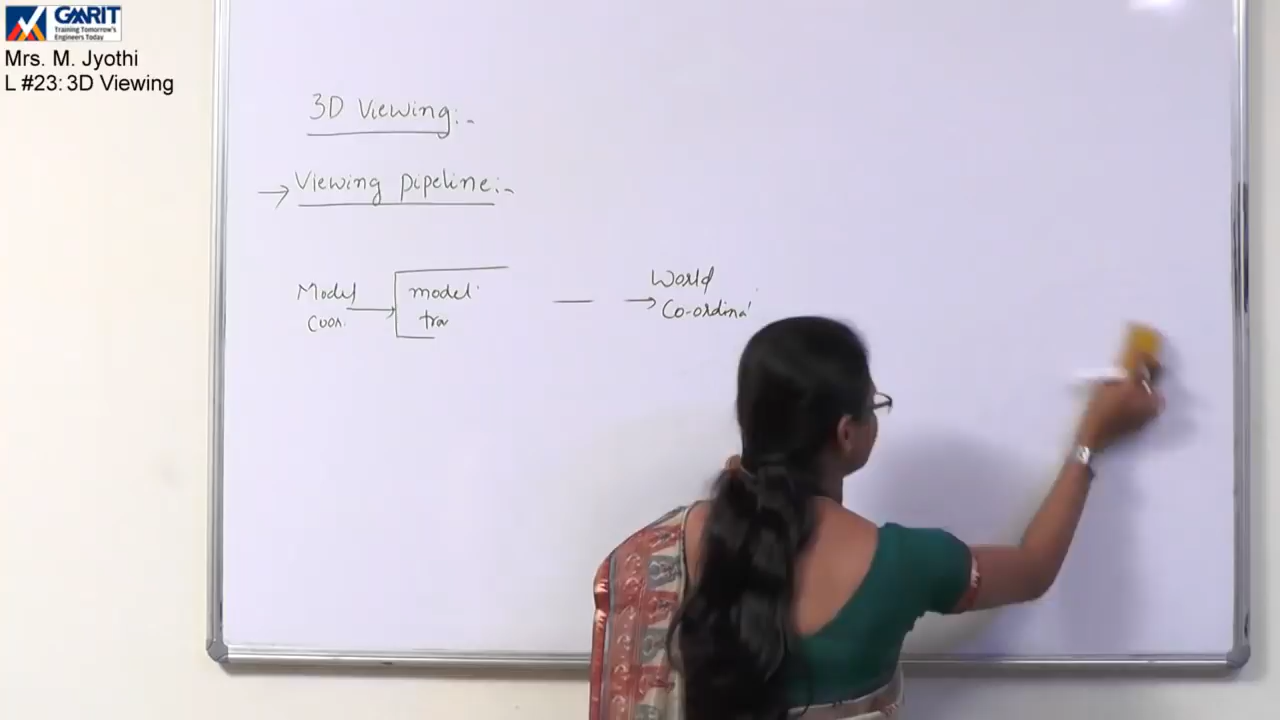 GMRIT
Training Tomorrow's
Engineers Today
Mrs. M. Jyothi
L #23: 3D Viewing
3D Viewing:-
→ Viewing pipeline:-
Model
Coor.
model
tra
World
Co-ordina